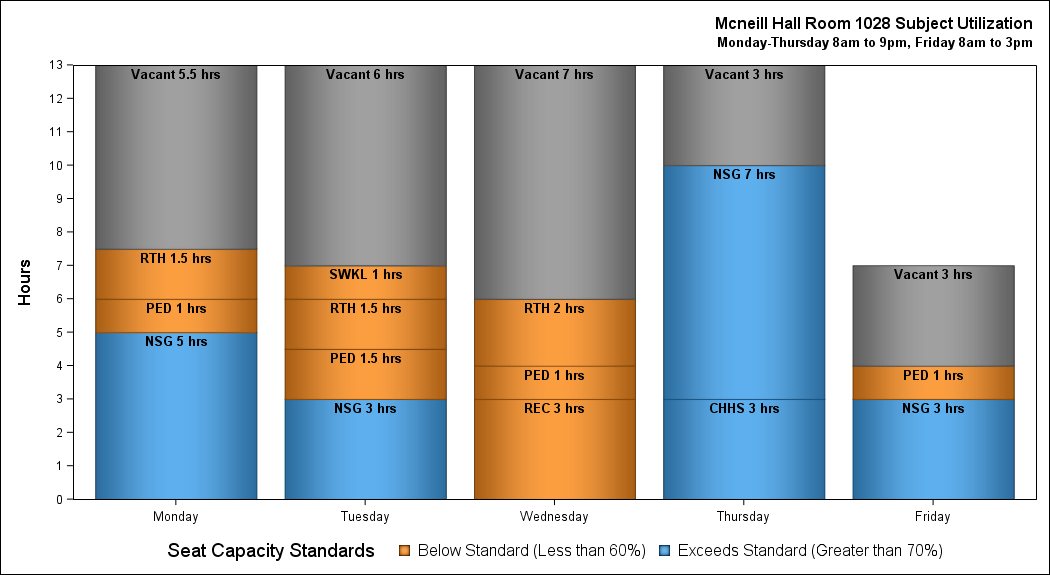 Mcneill Hall Room 1028 Subject Utilization
Monday-Thursday 8am to 9pm, Friday 8am to 3pm
Hours
13
12
11
10
9
8
7
6
5
4
3
2
1
0
Vacant 5.5 hrs
RTH 1.5 hrs
PED 1 hrs
NSG 5 hrs
Vacant 6 hrs
SWKL 1 hrs
RTH 1.5 hrs
PED 1.5 hrs
NSG 3 hrs
Vacant 7 hrs
RTH 2 hrs
PED 1 hrs
REC 3 hrs
Vacant 3 hrs
NSG 7 hrs
CHHS 3 hrs
Vacant 3 hrs
PED 1 hrs
NSG 3 hrs
Monday Tuesday Wednesday Thursday Friday
Seat Capacity Standards Below Standard (Less than 60%) Exceeds Standard (Greater than 70%)